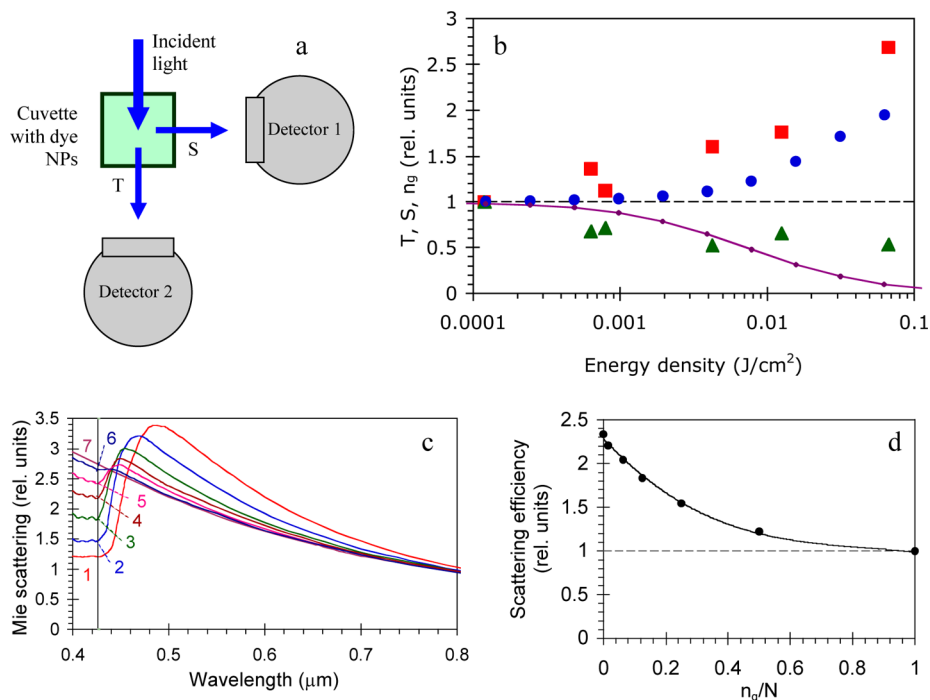 Incident
light
a
Cuvette
with dye
NPs
S
Detector 1
T
Detector 2
b
T, S, n_g (rel. units)
3
2.5
2
1.5
1
0.5
0
0.0001
0.001
0.01
0.1
Energy density (J/cm²)
c
Mie scattering (rel. units)
3.5
3
2.5
2
1.5
1
0.5
0
7
6
5
4
3
2
1
0.4
0.5
0.6
0.7
0.8
Wavelength (μm)
d
Scattering efficiency
(rel. units)
2.5
2
1.5
1
0.5
0
0
0.2
0.4
0.6
0.8
1
n_g/N